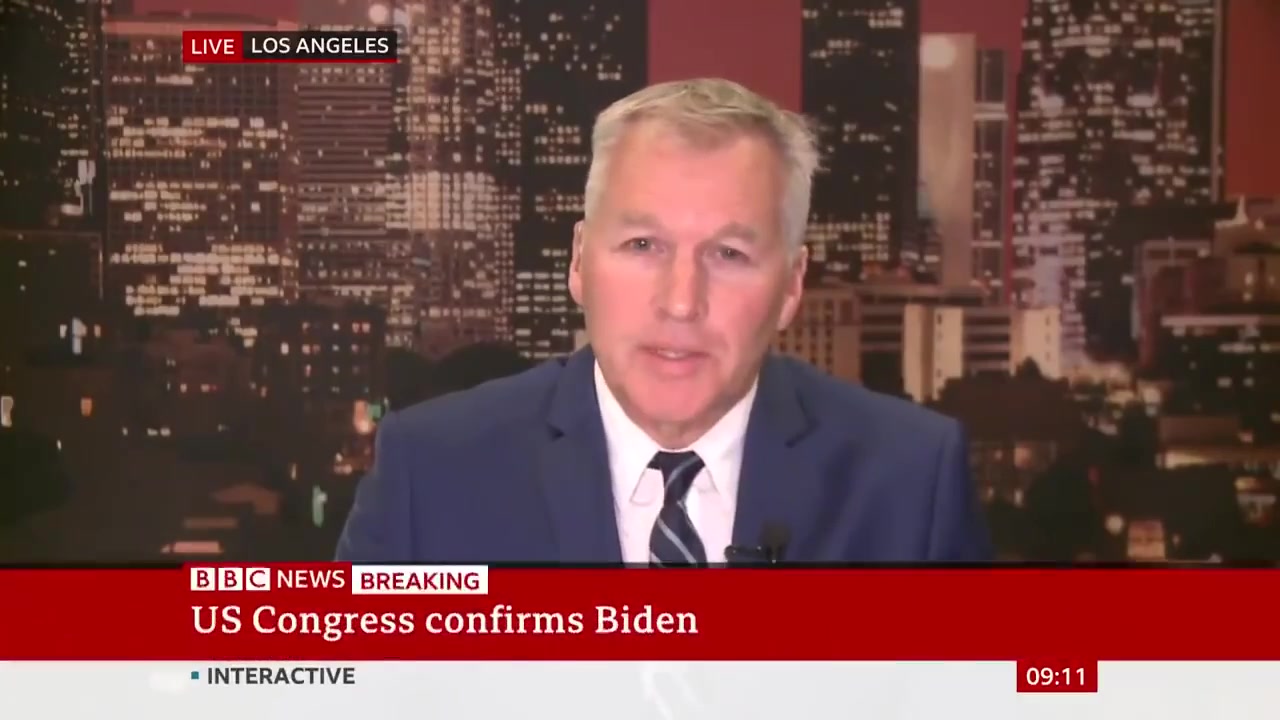 LIVE LOS ANGELES
BBC NEWS BREAKING
US Congress confirms Biden
INTERACTIVE
09:11